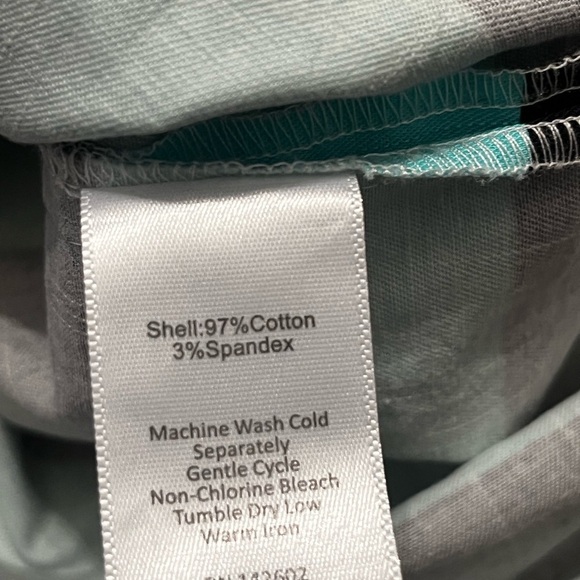 Shell:97%Cotton
3%Spandex
Machine Wash Cold
Separately
Gentle Cycle
Non-Chlorine Bleach
Tumble Dry Low
Warm Iron